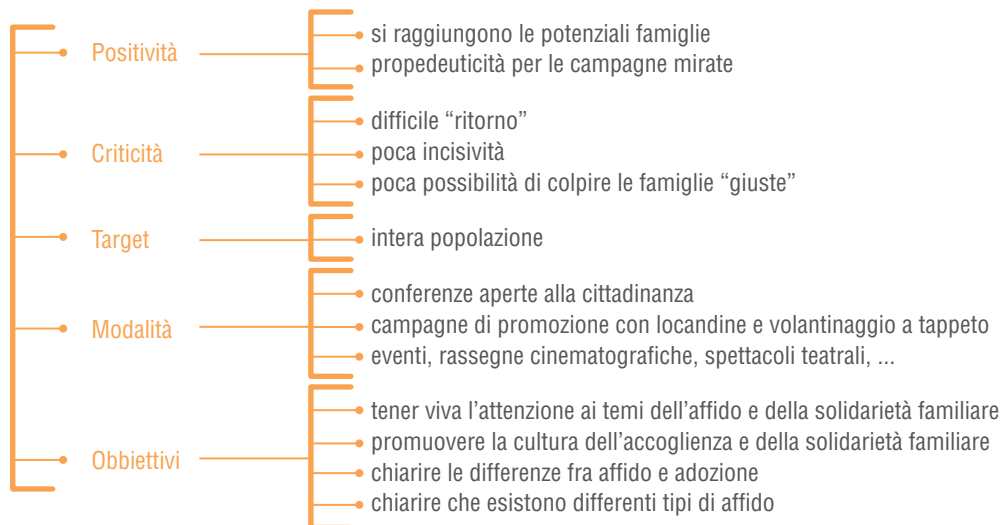 Positività
si raggiungono le potenziali famiglie
propedeuticità per le campagne mirate
Criticità
difficile “ritorno”
poca incisività
poca possibilità di colpire le famiglie “giuste”
Target
intera popolazione
Modalità
conferenze aperte alla cittadinanza
campagne di promozione con locandine e volantinaggio a tappeto
eventi, rassegne cinematografiche, spettacoli teatrali, ...
Obbiettivi
tener viva l’attenzione ai temi dell’affido e della solidarietà familiare
promuovere la cultura dell’accoglienza e della solidarietà familiare
chiarire le differenze fra affido e adozione
chiarire che esistono differenti tipi di affido